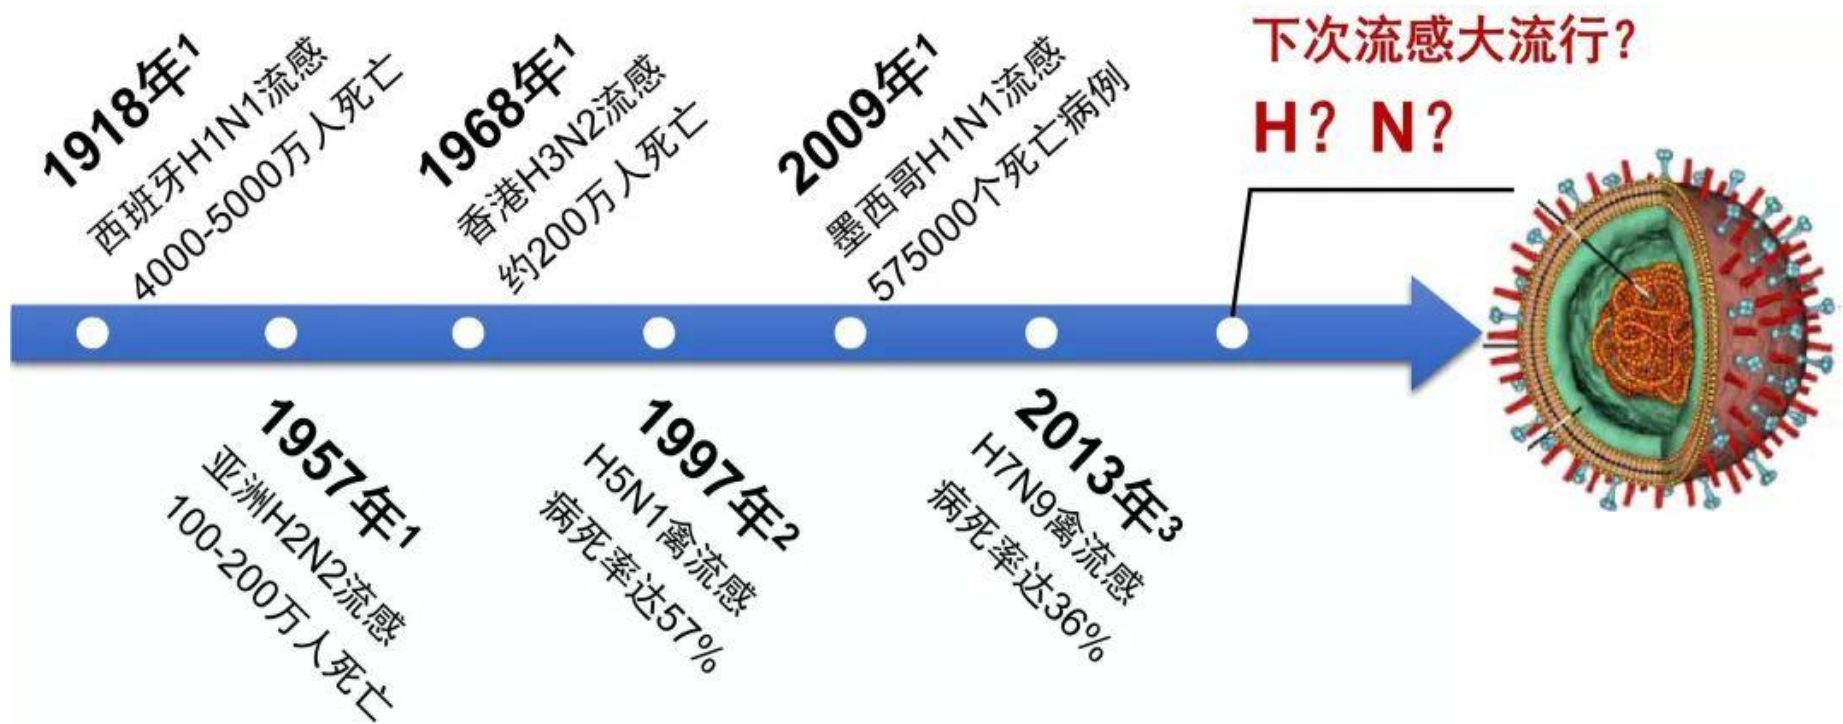 1918年1
西班牙H1N1流感
4000-5000万人死亡
1957年1
亚洲H2N2流感
100-200万人死亡
1968年1
香港H3N2流感
约200万人死亡
1997年2
H5N1禽流感
病死率达57%
2009年1
墨西哥H1N1流感
575000个死亡病例
2013年3
H7N9禽流感
病死率达36%
下次流感大流行？
H？N？